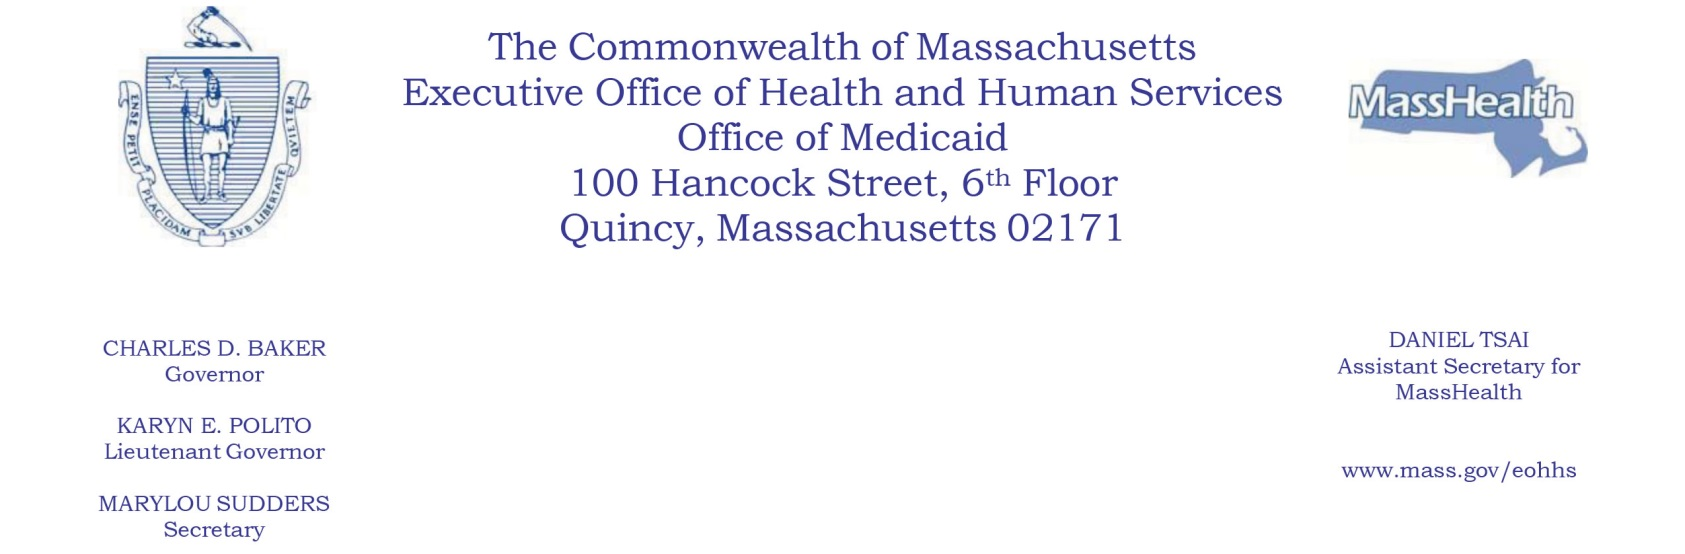 The Commonwealth of Massachusetts
Executive Office of Health and Human Services
Office of Medicaid
100 Hancock Street, 6th Floor
Quincy, Massachusetts 02171
MassHealth
ENSE PETIT
PLACIDAM
SVB LIBERTATE
QVIETEM
CHARLES D. BAKER
Governor
KARYN E. POLITO
Lieutenant Governor
MARYLOU SUDDERS
Secretary
DANIEL TSAI
Assistant Secretary for
MassHealth
www.mass.gov/eohhs